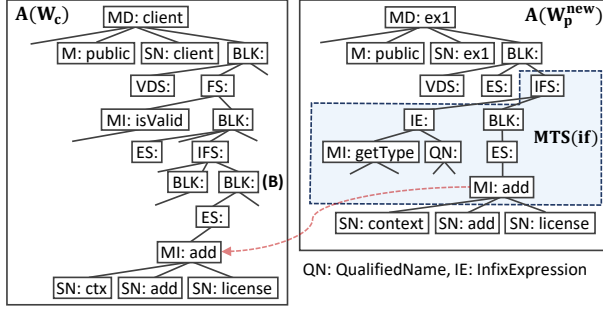 A(W_c)
MD: client
M: public SN: client BLK:
VDS: FS:
MI: isValid BLK:
ES: IFS:
BLK: BLK: (B)
ES:
MI: add
SN: ctx SN: add SN: license
A(W_p^new)
MD: ex1
M: public SN: ex1 BLK:
VDS: ES: IFS:
IE: BLK:
MTS(if)
MI: getType QN: ES:
MI: add
SN: context SN: add SN: license
QN: QualifiedName, IE: InfixExpression